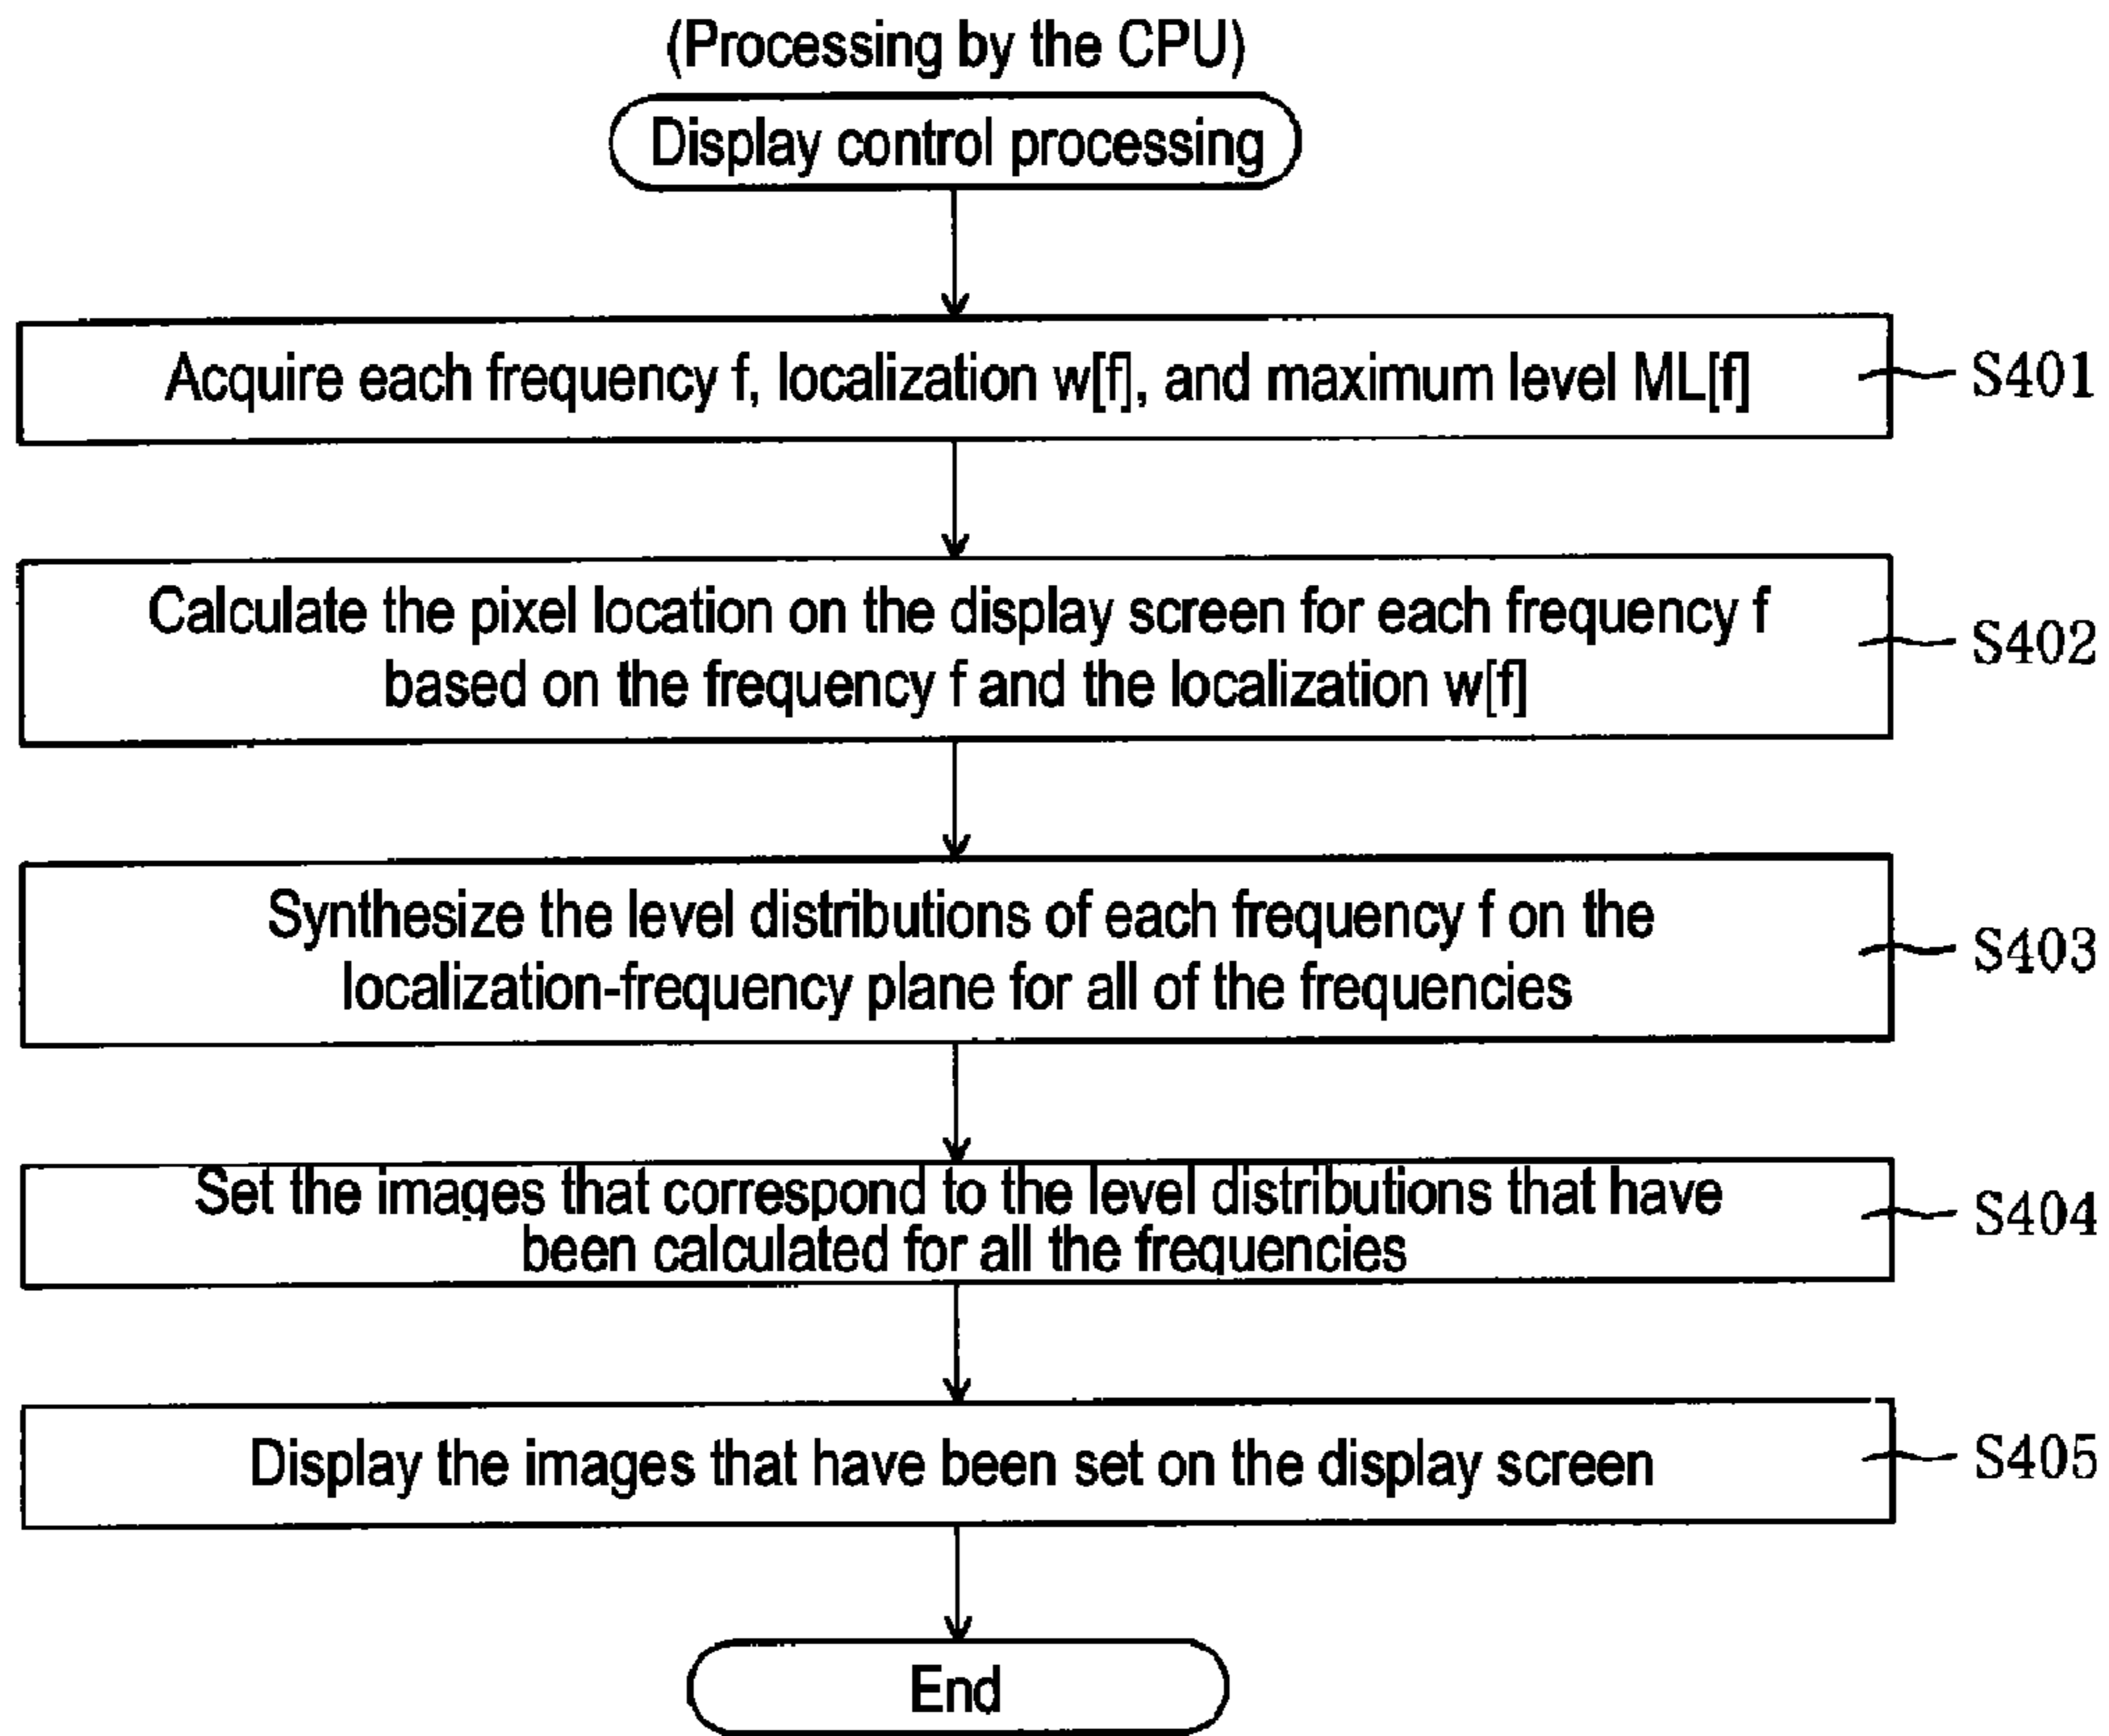 (Processing by the CPU)
Display control processing
Acquire each frequency f, localization w[f], and maximum level ML[f]
S401
Calculate the pixel location on the display screen for each frequency f
based on the frequency f and the localization w[f]
S402
Synthesize the level distributions of each frequency f on the
localization-frequency plane for all of the frequencies
S403
Set the images that correspond to the level distributions that have
been calculated for all the frequencies
S404
Display the images that have been set on the display screen
S405
End